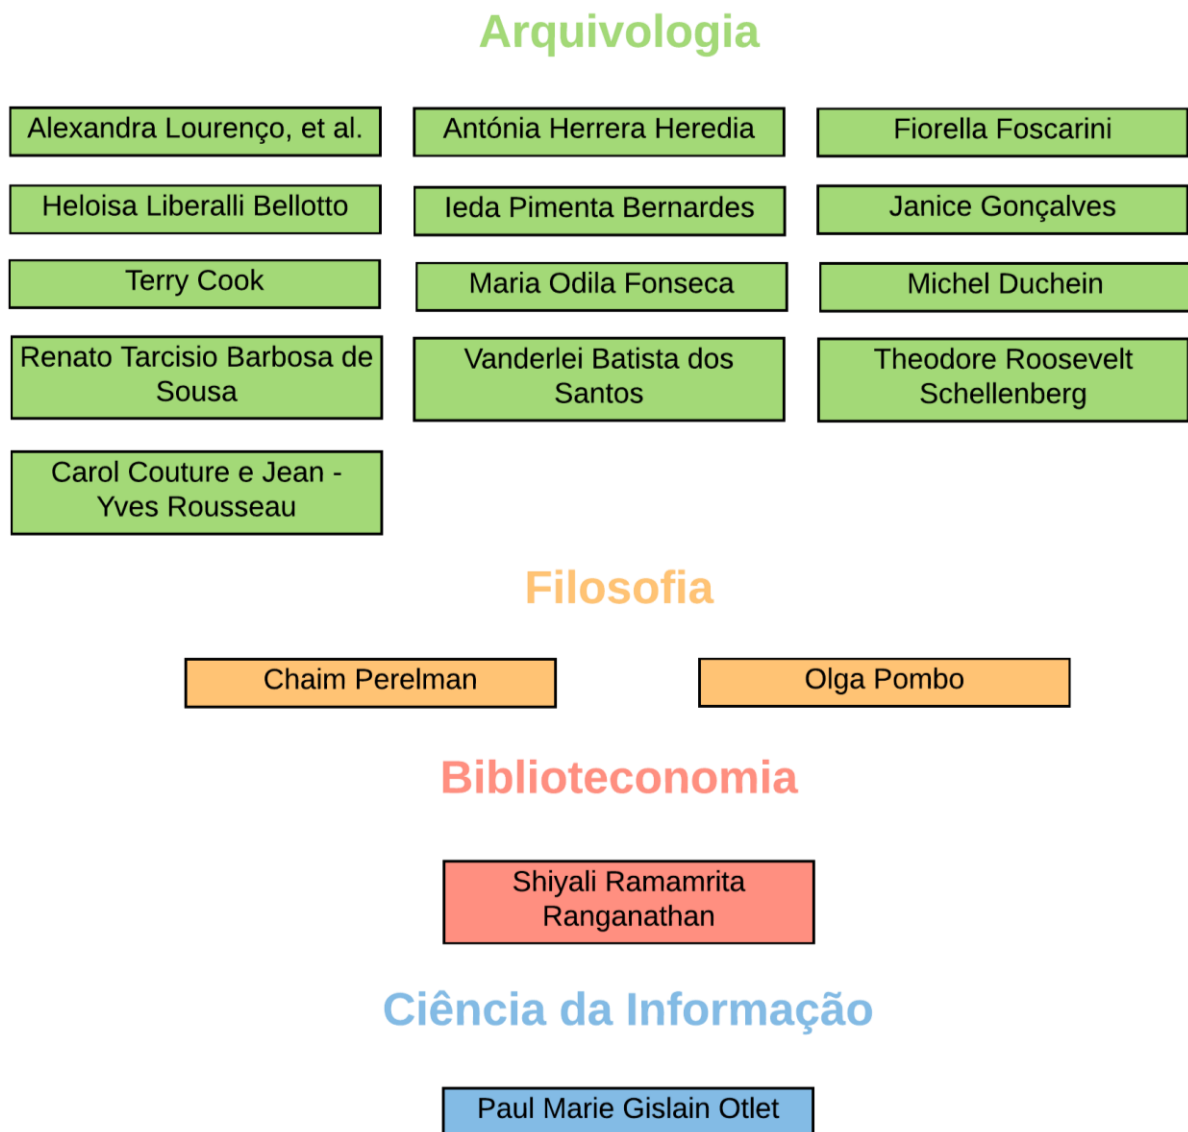 Arquivologia
Alexandra Lourenço, et al.
Antónia Herrera Heredia
Fiorella Foscarini
Heloisa Liberalli Bellotto
Ieda Pimenta Bernardes
Janice Gonçalves
Terry Cook
Maria Odila Fonseca
Michel Duchein
Renato Tarcisio Barbosa de
Sousa
Vanderlei Batista dos
Santos
Theodore Roosevelt
Schellenberg
Carol Couture e Jean -
Yves Rousseau
Filosofia
Chaim Perelman
Olga Pombo
Biblioteconomia
Shiyali Ramamrita
Ranganathan
Ciência da Informação
Paul Marie Gislain Otlet